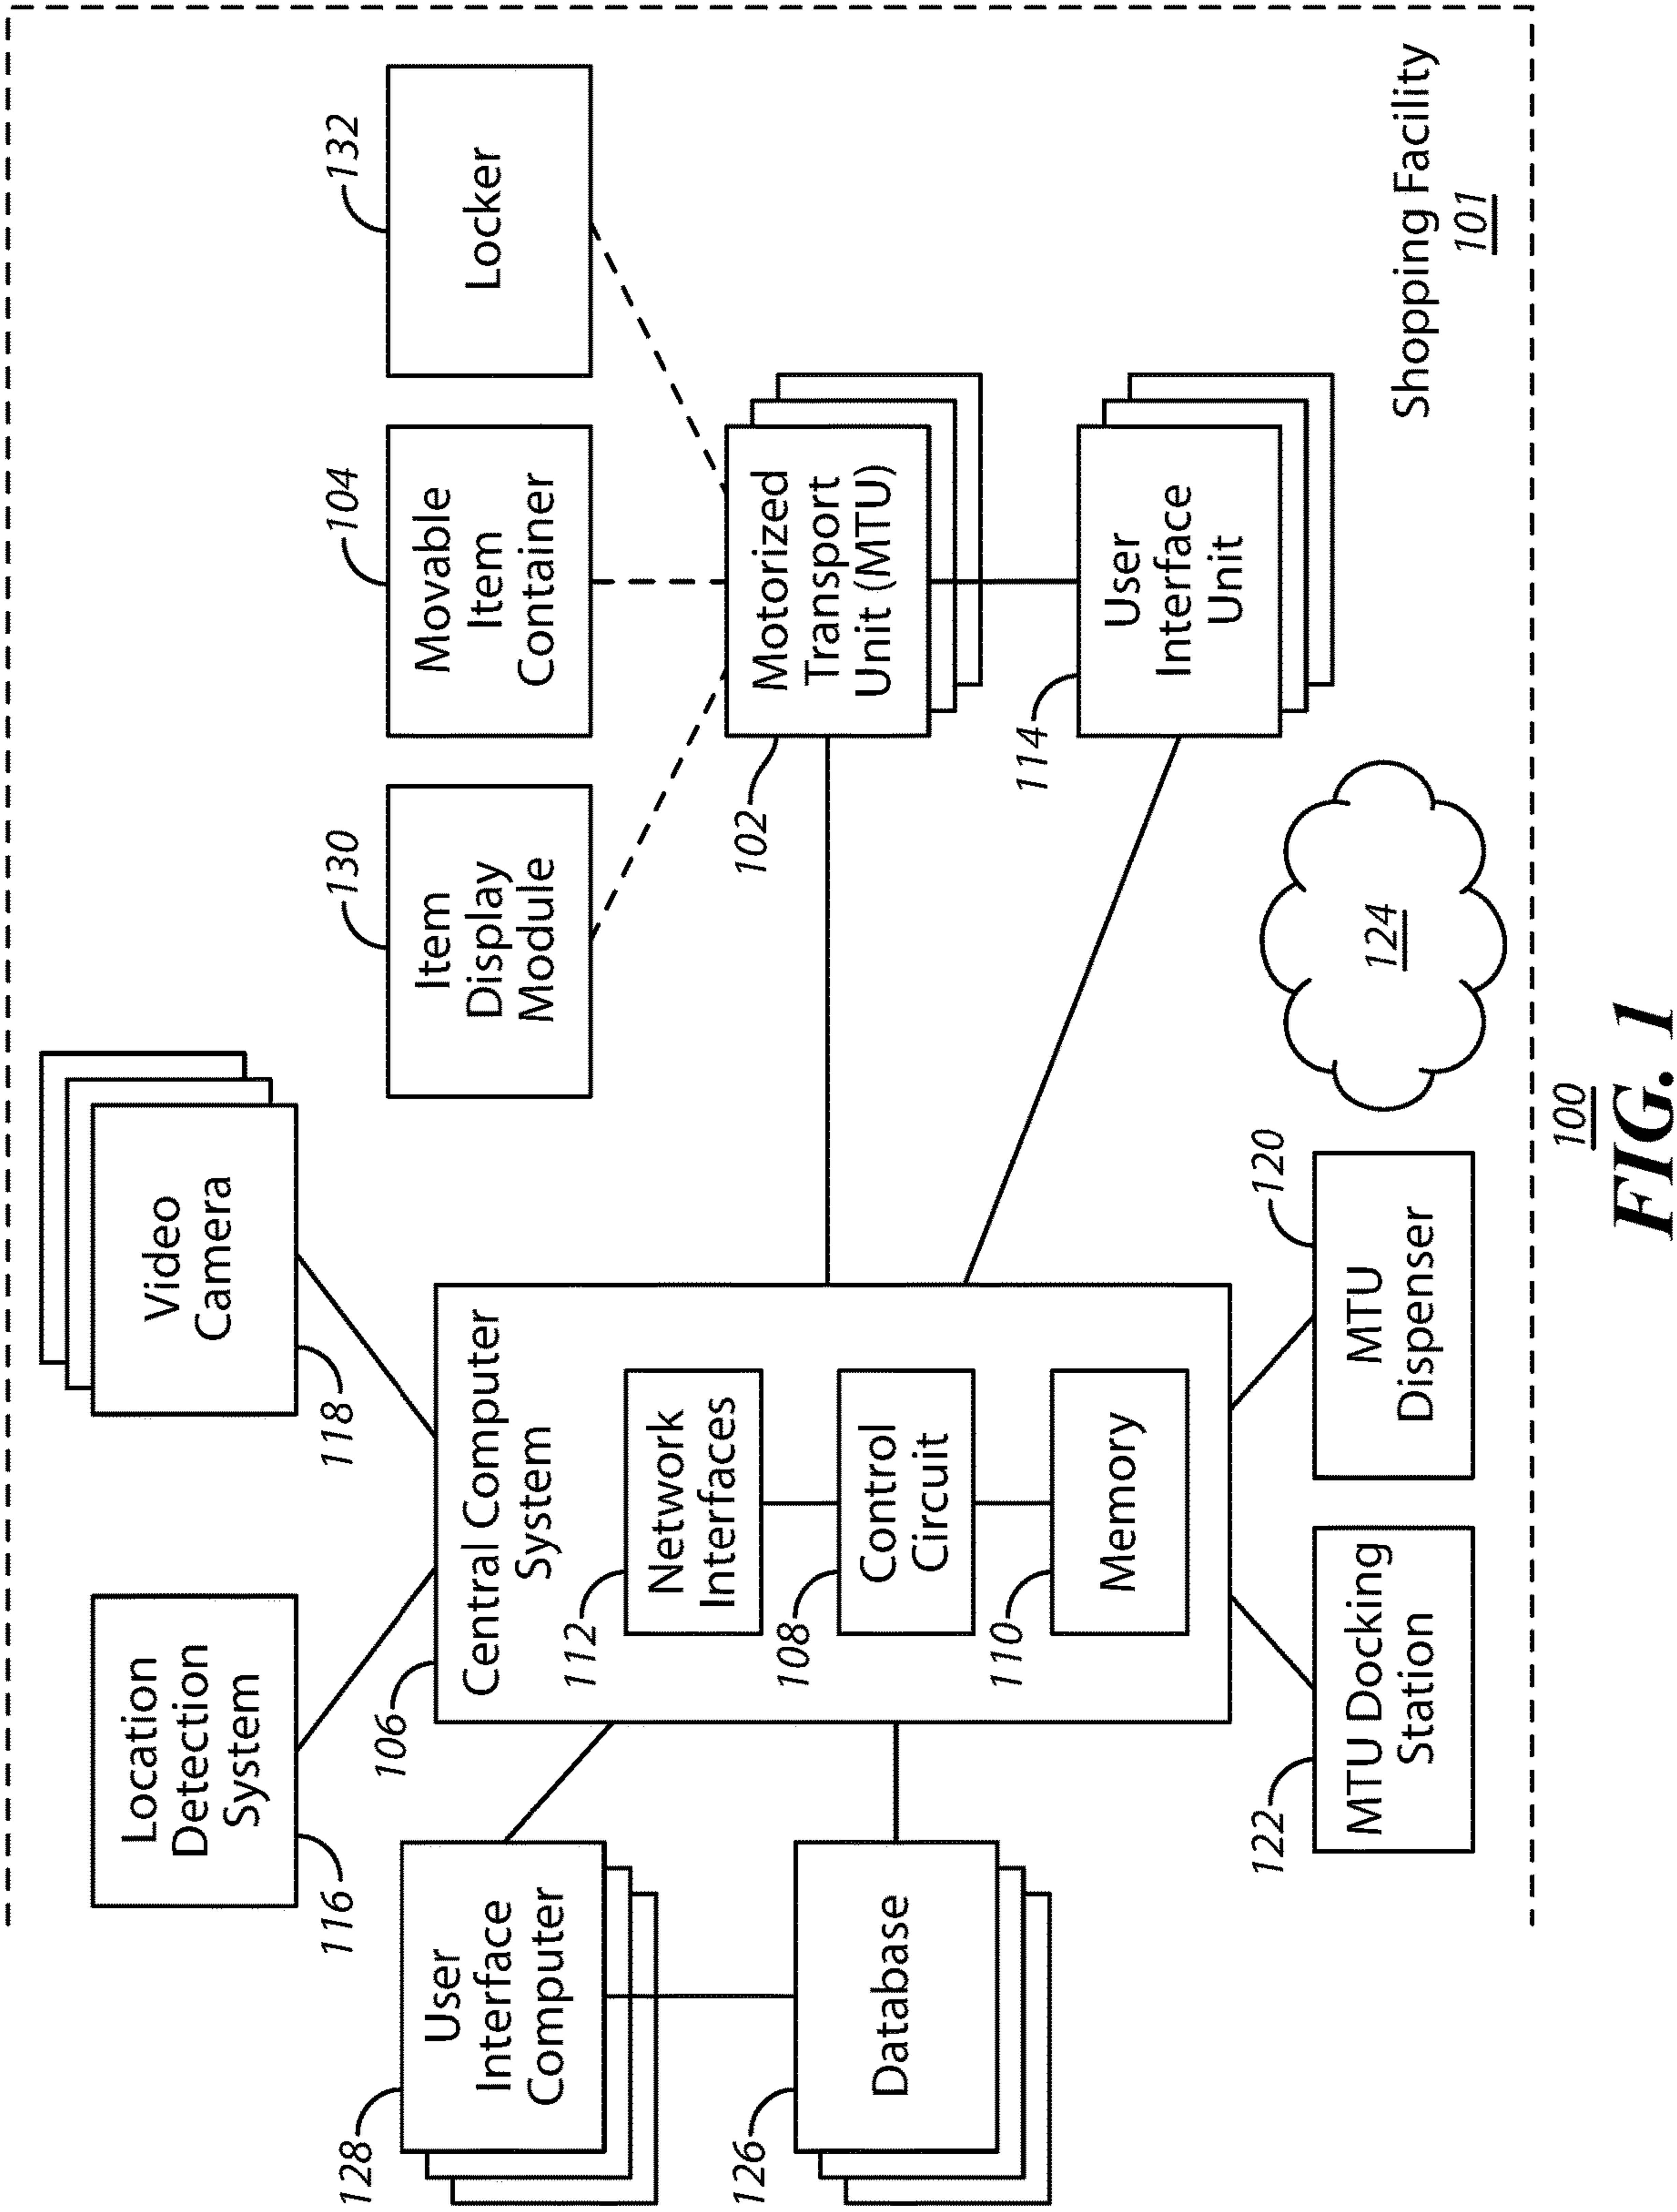 Location
Detection
System
116
Video
Camera
118
128
User
Interface
Computer
126
Database
106
Central Computer
System
112
Network
Interfaces
108
Control
Circuit
110
Memory
122
MTU Docking
Station
120
MTU
Dispenser
130
Item
Display
Module
104
Movable
Item
Container
132
Locker
102
Motorized
Transport
Unit (MTU)
114
User
Interface
Unit
124
Shopping Facility
101
100
FIG. 1